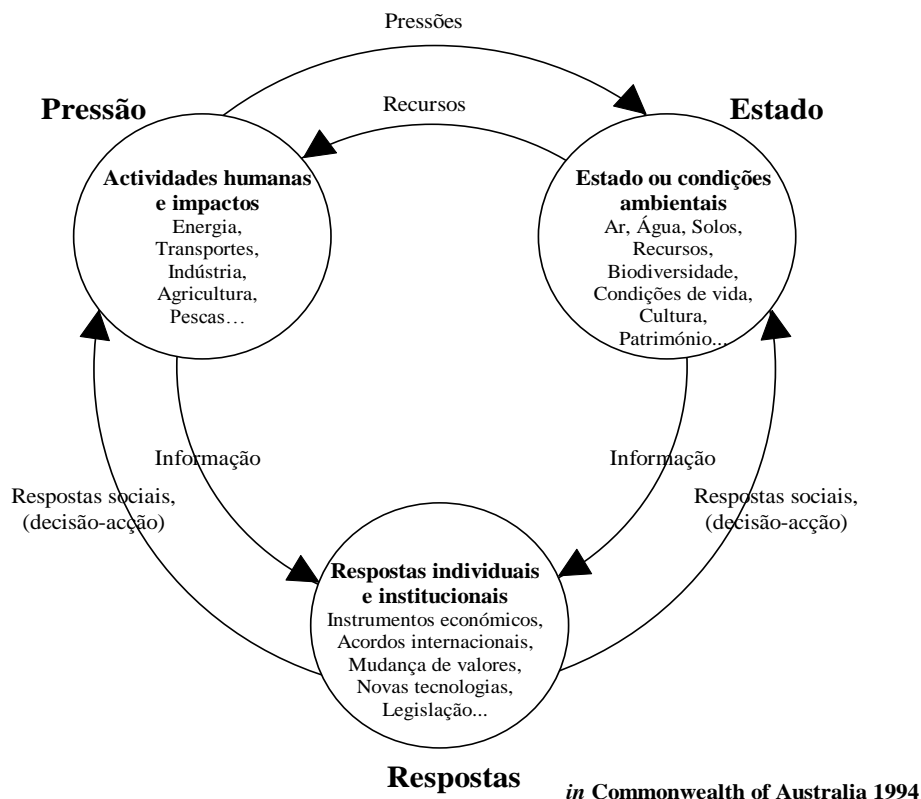 Pressões
Pressão
Recursos
Estado
Actividades humanas
e impactos
Energia,
Transportes,
Indústria,
Agricultura,
Pescas…
Estado ou condições
ambientais
Ar, Água, Solos,
Recursos,
Biodiversidade,
Condições de vida,
Cultura,
Património...
Informação
Informação
Respostas sociais,
(decisão-acção)
Respostas sociais,
(decisão-acção)
Respostas individuais
e institucionais
Instrumentos económicos,
Acordos internacionais,
Mudança de valores,
Novas tecnologias,
Legislação...
Respostas
in Commonwealth of Australia 1994